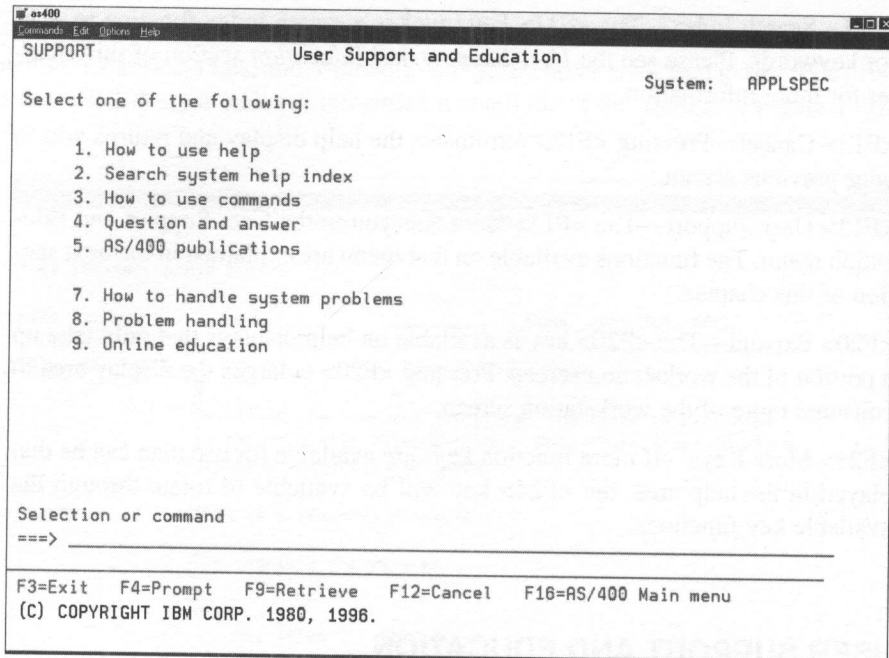 as400
Commands Edit Options Help
SUPPORT User Support and Education
System: APPLSPEC
Select one of the following:
1. How to use help
2. Search system help index
3. How to use commands
4. Question and answer
5. AS/400 publications
7. How to handle system problems
8. Problem handling
9. Online education
Selection or command
===>
F3=Exit F4=Prompt F9=Retrieve F12=Cancel F16=AS/400 Main menu
(C) COPYRIGHT IBM CORP. 1980, 1996.